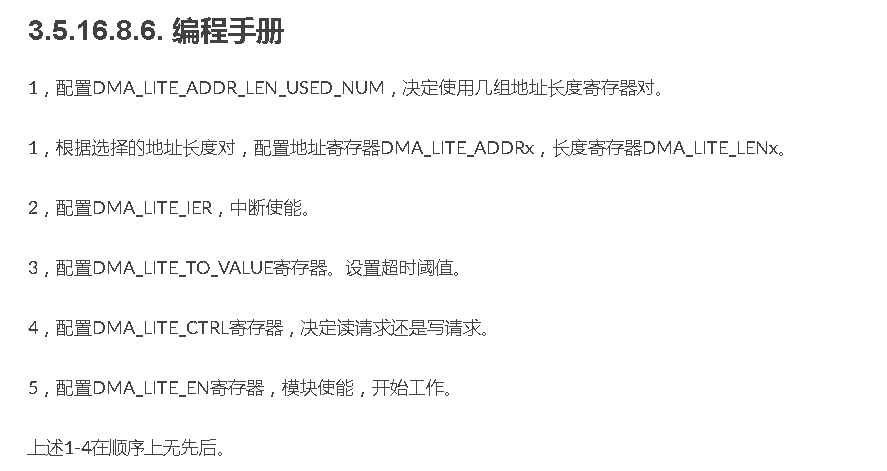 3.5.16.8.6. 编程手册
1，配置DMA_LITE_ADDR_LEN_USED_NUM，决定使用几组地址长度寄存器对。
1，根据选择的地址长度对，配置地址寄存器DMA_LITE_ADDRx，长度寄存器DMA_LITE_LENx。
2，配置DMA_LITE_IER，中断使能。
3，配置DMA_LITE_TO_VALUE寄存器。设置超时阈值。
4，配置DMA_LITE_CTRL寄存器，决定读请求还是写请求。
5，配置DMA_LITE_EN寄存器，模块使能，开始工作。
上述1-4在顺序上无先后。